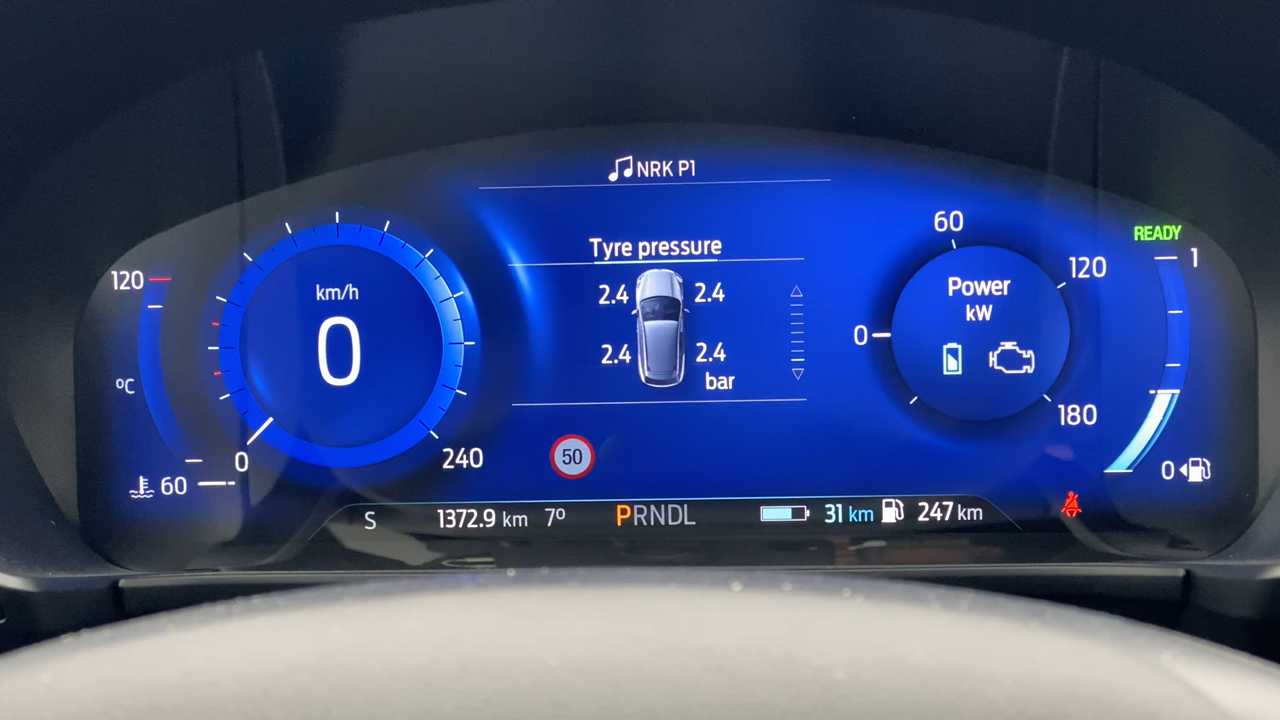 NRK P1
Tyre pressure
2.4 2.4
2.4 2.4
bar
50
120
°C
60
km/h
0
0
240
60
120
0
180
Power
kW
READY
1
0
S 1372.9 km 7° PRNDL 31 km 247 km